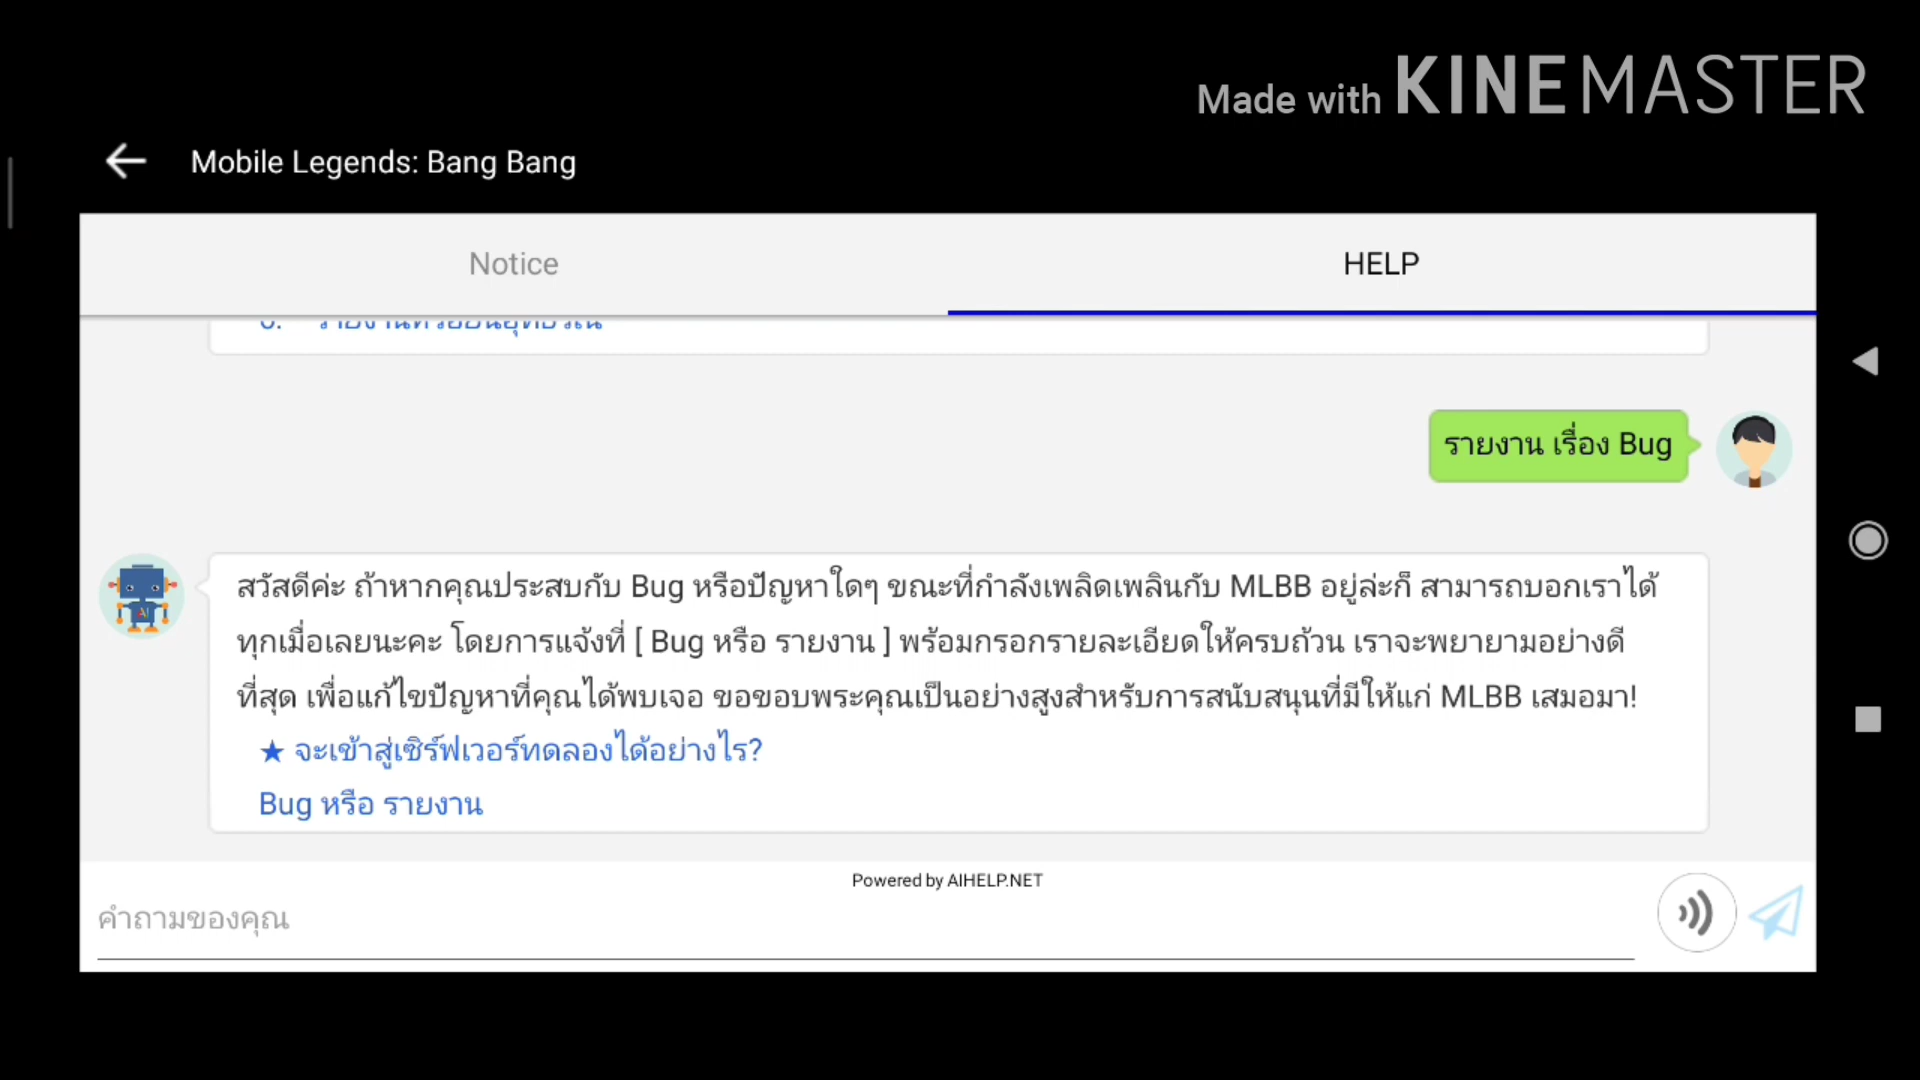 Made with KINEMASTER
Mobile Legends: Bang Bang
Notice
HELP
รายงาน เรื่อง Bug
สวัสดีค่ะ ถ้าหากคุณประสบกับ Bug หรือปัญหาใดๆ ขณะที่กำลังเพลิดเพลินกับ MLBB อยู่ล่ะก็ สามารถบอกเราได้
ทุกเมื่อเลยนะคะ โดยการแจ้งที่ [ Bug หรือ รายงาน ] พร้อมกรอกรายละเอียดให้ครบถ้วน เราจะพยายามอย่างดี
ที่สุด เพื่อแก้ไขปัญหาที่คุณได้พบเจอ ขอขอบพระคุณเป็นอย่างสูงสำหรับการสนับสนุนที่มีให้แก่ MLBB เสมอมา!
★ จะเข้าสู่เซิร์ฟเวอร์ทดลองได้อย่างไร?
Bug หรือ รายงาน
Powered by AIHELP.NET
คำถามของคุณ